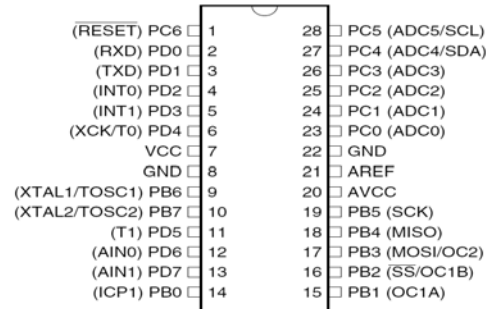 (RESET) PC6 1 28 PC5 (ADC5/SCL)
(RXD) PD0 2 27 PC4 (ADC4/SDA)
(TXD) PD1 3 26 PC3 (ADC3)
(INT0) PD2 4 25 PC2 (ADC2)
(INT1) PD3 5 24 PC1 (ADC1)
(XCK/T0) PD4 6 23 PC0 (ADC0)
VCC 7 22 GND
GND 8 21 AREF
(XTAL1/TOSC1) PB6 9 20 AVCC
(XTAL2/TOSC2) PB7 10 19 PB5 (SCK)
(T1) PD5 11 18 PB4 (MISO)
(AIN0) PD6 12 17 PB3 (MOSI/OC2)
(AIN1) PD7 13 16 PB2 (SS/OC1B)
(ICP1) PB0 14 15 PB1 (OC1A)